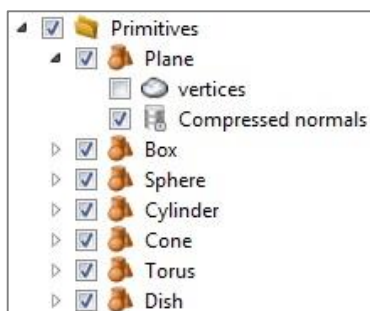 Primitives
Plane
vertices
Compressed normals
Box
Sphere
Cylinder
Cone
Torus
Dish